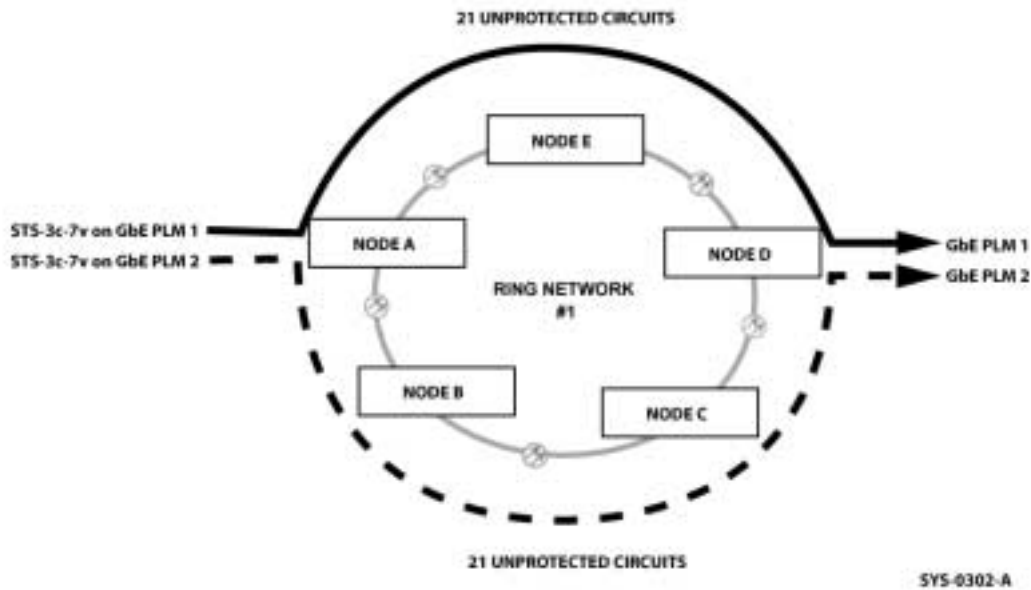 21 UNPROTECTED CIRCUITS
NODE E
STS-3c-7v on GbE PLM 1
NODE A
GbE PLM 1
STS-3c-7v on GbE PLM 2
NODE D
GbE PLM 2
RING NETWORK
#1
NODE B
NODE C
21 UNPROTECTED CIRCUITS
SYS-0302-A